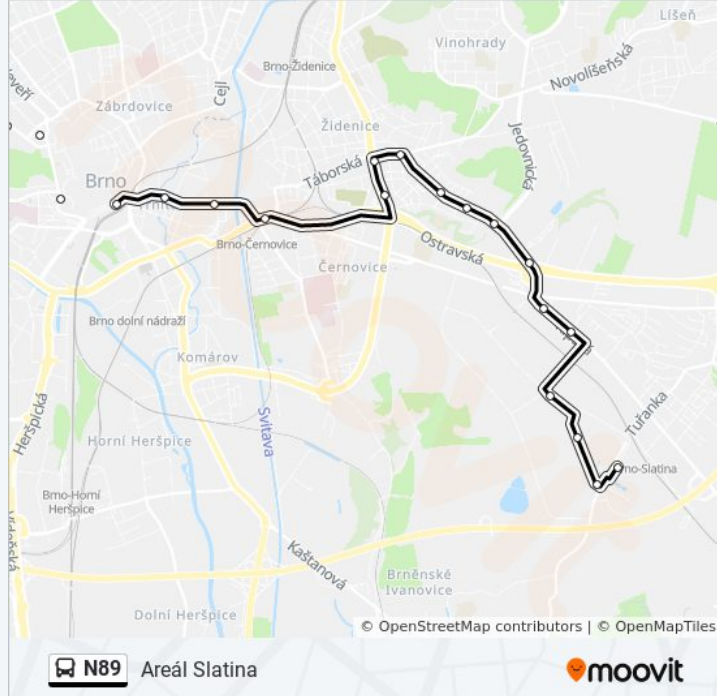 Líšeň
Vinohrady
Novolíšeňská
Brno-Židenice
Cejl
Zábrdovice
Židenice
Jedovnická
Táborská
Brno
Ostravská
Brno-Černovice
Černovice
Brno dolní nádraží
Komárov
Tuřanka
Heršpická
Svitava
Horní Heršpice
Brno-Horní
Heršpice
Kaštanová
Brněnské
Ivanovice
Dolní Heršpice
© OpenStreetMap contributors | © OpenMapTiles
N89 Areál Slatina
moovit